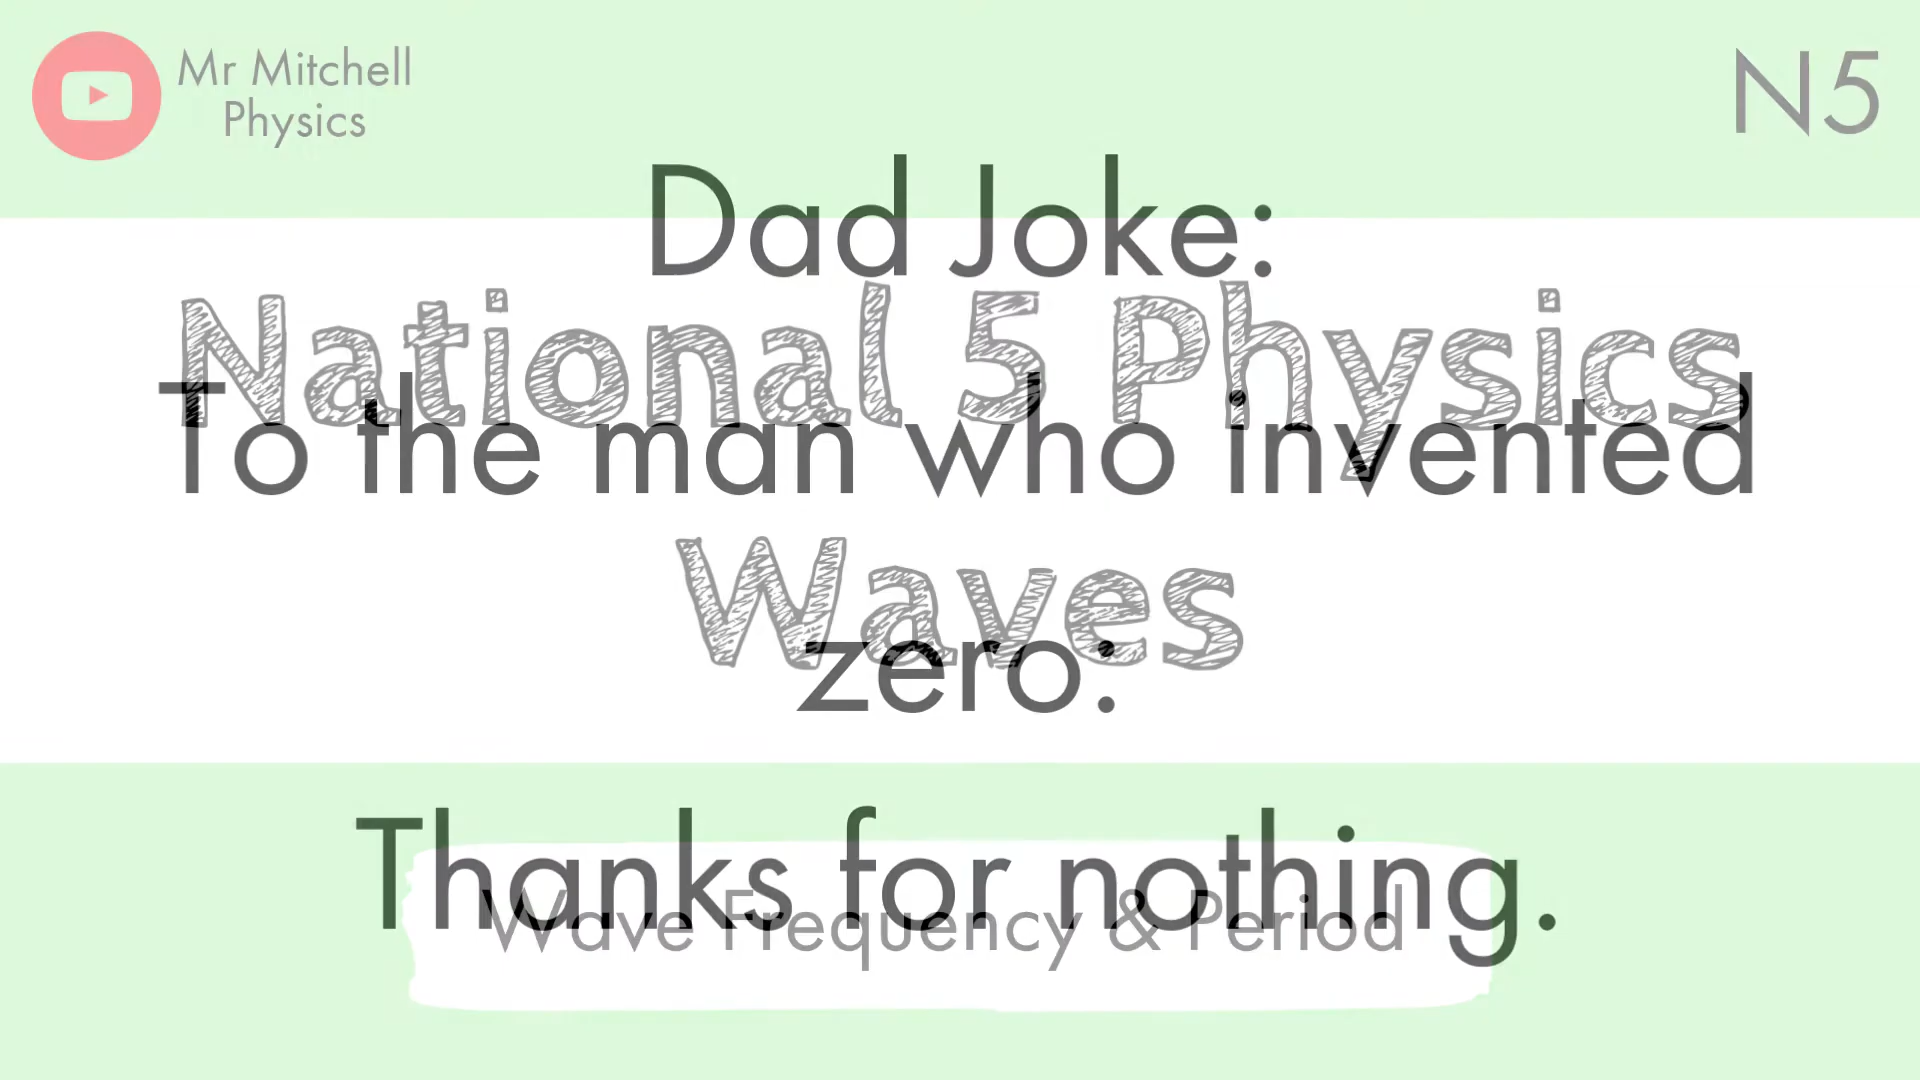 Mr Mitchell
Physics
N5
Dad Joke:
National 5 Physics
To the man who invented
Waves
zero:
Thanks for nothing.
Wave Frequency & Period